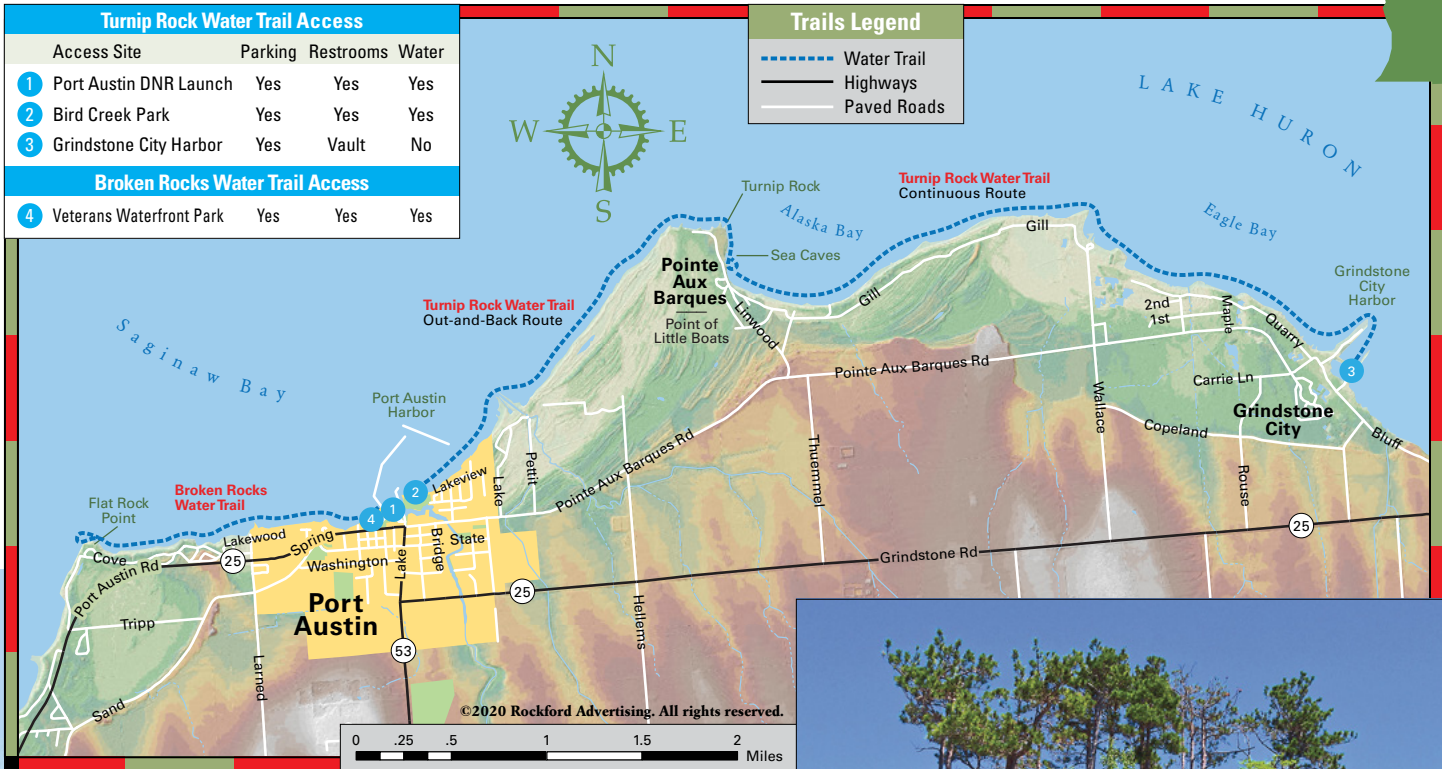 Turnip Rock Water Trail Access
Access Site Parking Restrooms Water
1 Port Austin DNR Launch Yes Yes Yes
2 Bird Creek Park Yes Yes Yes
3 Grindstone City Harbor Yes Vault No
Broken Rocks Water Trail Access
4 Veterans Waterfront Park Yes Yes Yes
Trails Legend
Water Trail
Highways
Paved Roads
N
W
E
S
LAKE HURON
Turnip Rock
Alaska Bay
Sea Caves
Turnip Rock Water Trail
Continuous Route
Eagle Bay
Gill
Gill
Grindstone
City
Harbor
Pointe
Aux
Barques
Point of
Little Boats
Linwood
Turnip Rock Water Trail
Out-and-Back Route
Saginaw Bay
2nd
1st
Maple
Quarry
3
Pointe Aux Barques Rd
Carrie Ln
Grindstone
City
Wallace
Copeland
Bluff
Rouse
Port Austin
Harbor
Thuemmel
Pointe Aux Barques Rd
Pettit
Lake
Lakeview
2
1
4
Broken Rocks
Water Trail
Flat Rock
Point
Cove
Port Austin Rd
25
Lakewood
Spring
Washington
Lake
Bridge
State
25
Grindstone Rd
25
Port
Austin
Tripp
Sand
Larned
53
Hellems
©2020 Rockford Advertising. All rights reserved.
0 .25 .5 1 1.5 2
Miles